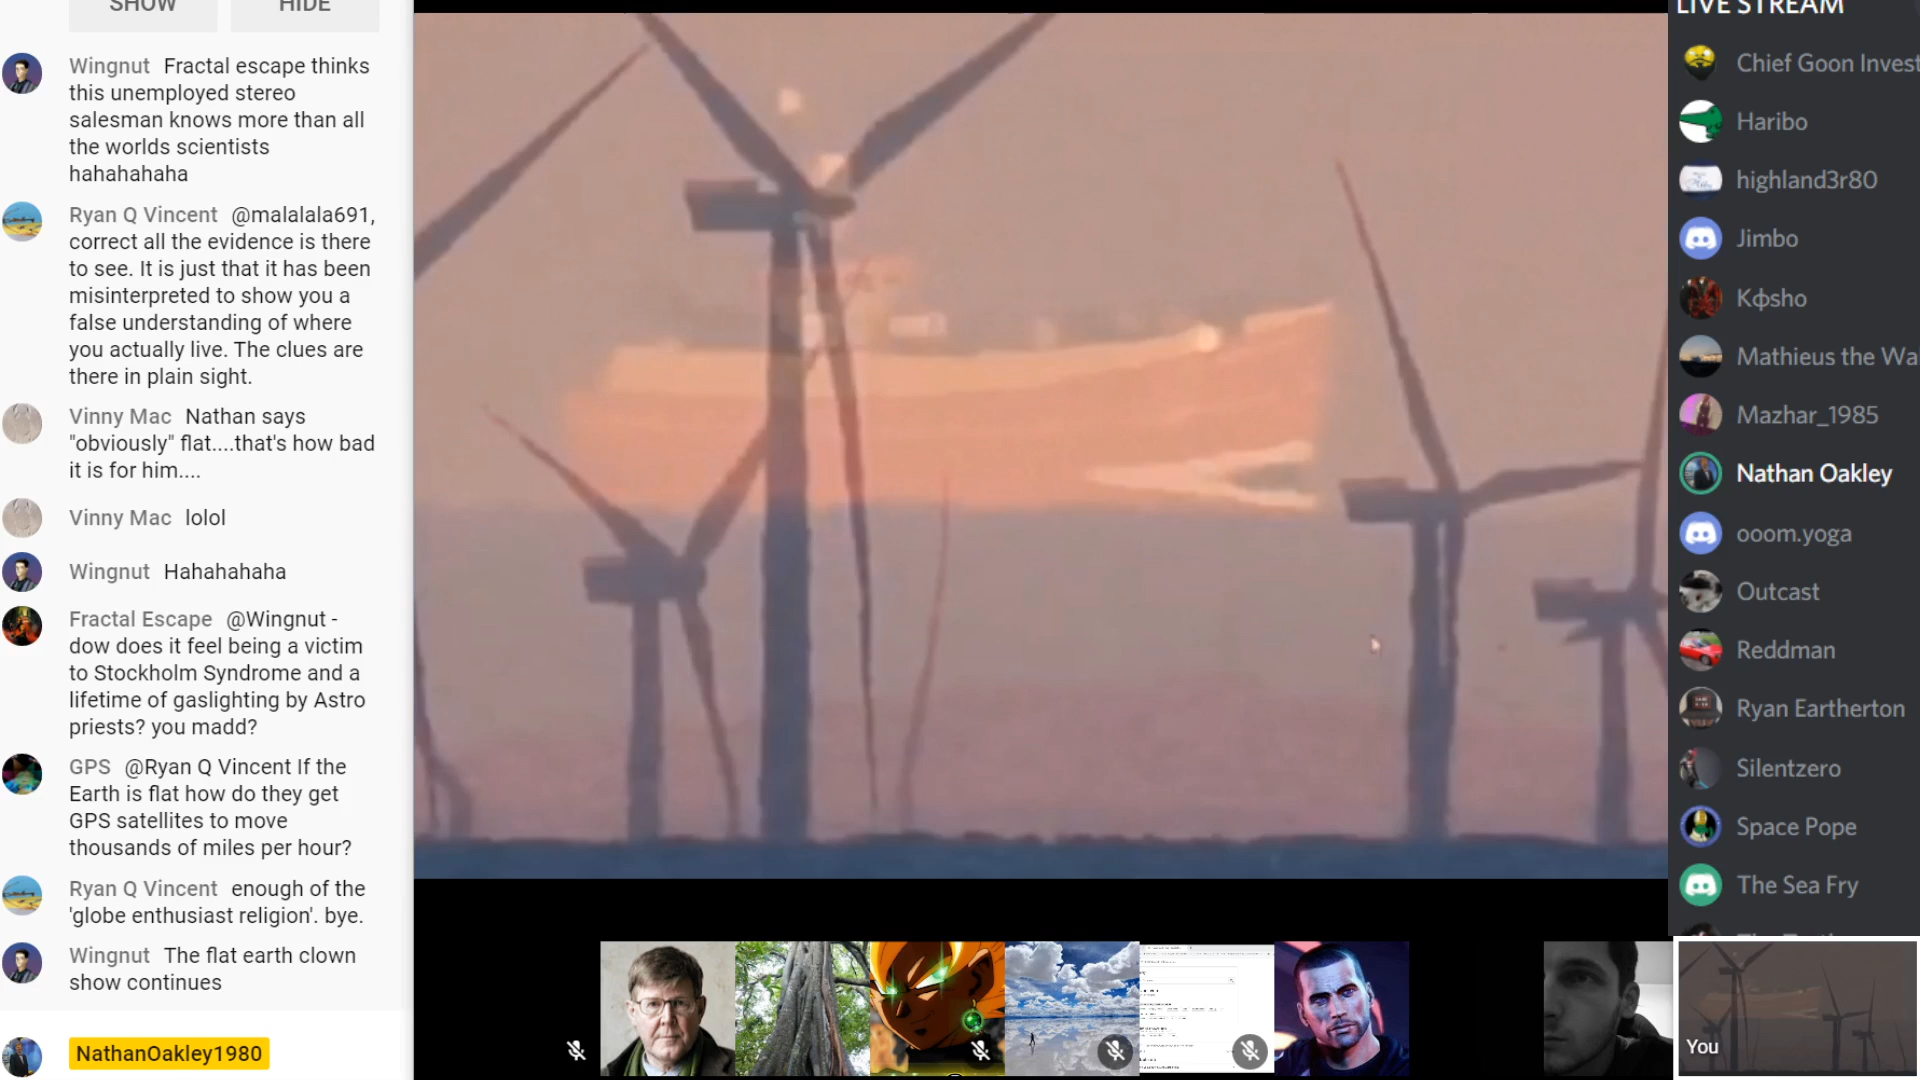 SHOW HIDE
Wingnut Fractal escape thinks
this unemployed stereo
salesman knows more than all
the worlds scientists
hahahahaha
Ryan Q Vincent @malalala691,
correct all the evidence is there
to see. It is just that it has been
misinterpreted to show you a
false understanding of where
you actually live. The clues are
there in plain sight.
Vinny Mac Nathan says
"obviously" flat....that's how bad
it is for him....
Vinny Mac lolol
Wingnut Hahahahaha
Fractal Escape @Wingnut -
dow does it feel being a victim
to Stockholm Syndrome and a
lifetime of gaslighting by Astro
priests? you madd?
GPS @Ryan Q Vincent If the
Earth is flat how do they get
GPS satellites to move
thousands of miles per hour?
Ryan Q Vincent enough of the
'globe enthusiast religion'. bye.
Wingnut The flat earth clown
show continues
NathanOakley1980
LIVE STREAM
Chief Goon Invest
Haribo
highland3r80
Jimbo
Kфsho
Mathieus the Wa
Mazhar_1985
Nathan Oakley
ooom.yoga
Outcast
Reddman
Ryan Eartherton
Silentzero
Space Pope
The Sea Fry
You